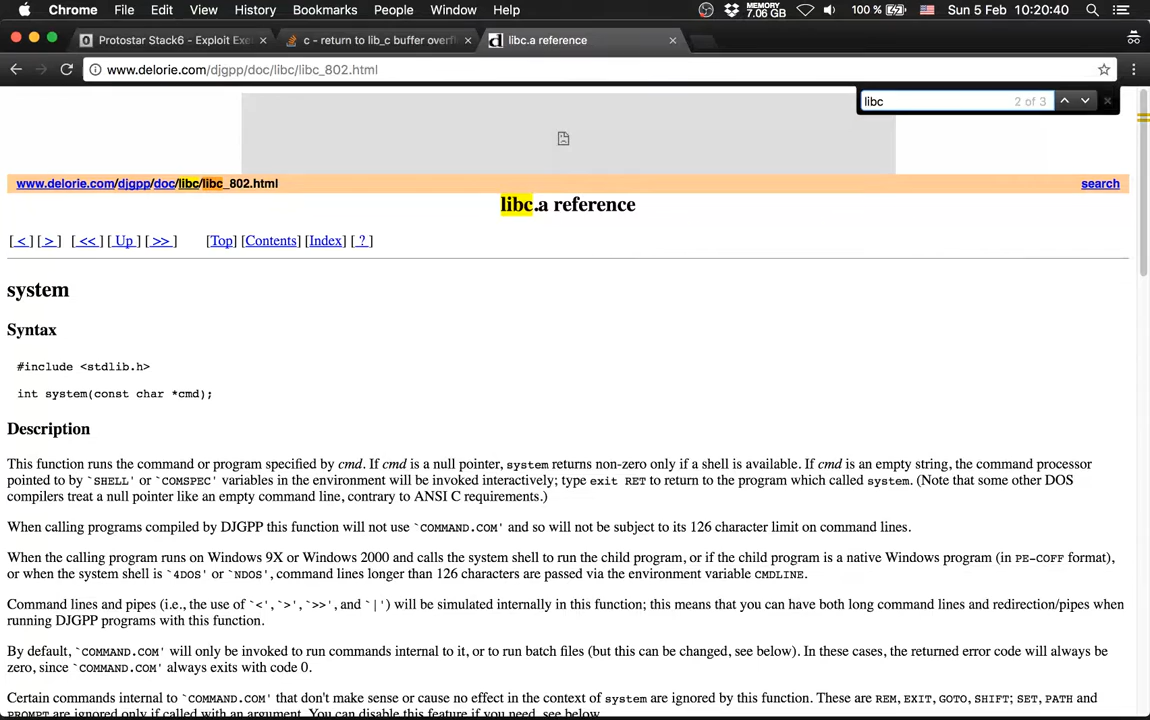 Chrome File Edit View History Bookmarks People Window Help MEMORY 7.06 GB 100 % Sun 5 Feb 10:20:40
Protostar Stack6 - Exploit Exe × c - return to lib_c buffer overfl × libc.a reference ×
www.delorie.com/djgpp/doc/libc/libc_802.html
libc 2 of 3
www.delorie.com/djgpp/doc/libc/libc_802.html search
libc.a reference
[ < ] [ > ] [ << ] [ Up ] [ >> ] [Top] [Contents] [Index] [ ? ]
system
Syntax
#include <stdlib.h>
int system(const char *cmd);
Description
This function runs the command or program specified by cmd. If cmd is a null pointer, system returns non-zero only if a shell is available. If cmd is an empty string, the command processor
pointed to by `SHELL' or `COMSPEC' variables in the environment will be invoked interactively; type exit RET to return to the program which called system. (Note that some other DOS
compilers treat a null pointer like an empty command line, contrary to ANSI C requirements.)
When calling programs compiled by DJGPP this function will not use `COMMAND.COM' and so will not be subject to its 126 character limit on command lines.
When the calling program runs on Windows 9X or Windows 2000 and calls the system shell to run the child program, or if the child program is a native Windows program (in PE-COFF format),
or when the system shell is `4DOS' or `NDOS', command lines longer than 126 characters are passed via the environment variable CMDLINE.
Command lines and pipes (i.e., the use of `<', `>', `>>', and `|') will be simulated internally in this function; this means that you can have both long command lines and redirection/pipes when
running DJGPP programs with this function.
By default, `COMMAND.COM' will only be invoked to run commands internal to it, or to run batch files (but this can be changed, see below). In these cases, the returned error code will always be
zero, since `COMMAND.COM' always exits with code 0.
Certain commands internal to `COMMAND.COM' that don't make sense or cause no effect in the context of system are ignored by this function. These are REM, EXIT, GOTO, SHIFT; SET, PATH and
PROMPT are ignored only if called with an argument. You can disable this feature if you need, see below.